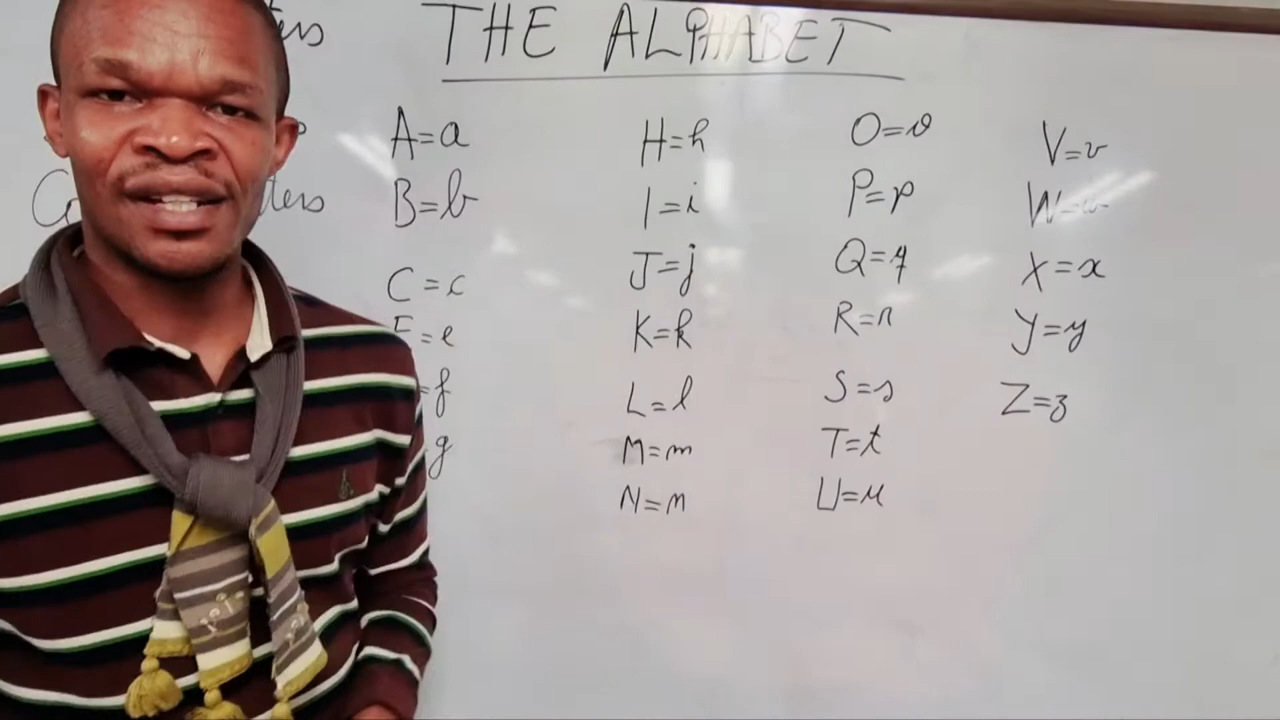 THE ALPHABET
A=a
B=b
C=c
E=e
=f
g
H=h
I=i
J=j
K=k
L=l
M=m
N=n
O=o
P=p
Q=q
R=r
S=s
T=t
U=u
V=v
W=w
X=x
Y=y
Z=z